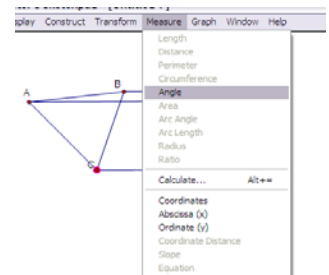 splay Construct Transform Measure Graph Window Help
Length
Distance
Perimeter
Circumference
Angle
Area
Arc Angle
Arc Length
Radius
Ratio
Calculate... Alt+=
Coordinates
Abscissa (x)
Ordinate (y)
Coordinate Distance
Slope
Equation
A
B
C